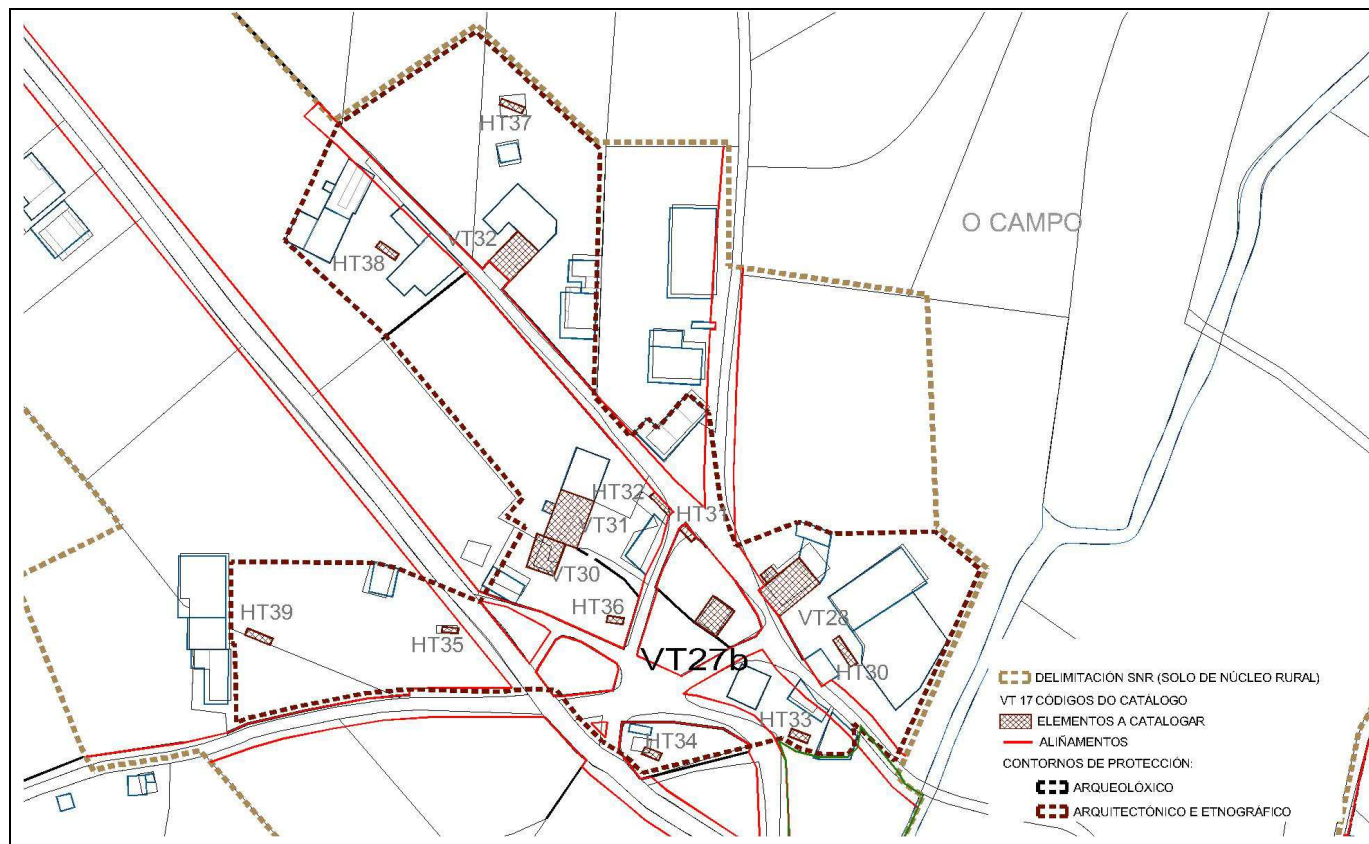 HT37
O CAMPO
VT32
HT38
HT32
HT31
VT31
VT30
HT36
VT28
HT39
HT35
VT27b
HT30
HT33
HT34
DELIMITACIÓN SNR (SOLO DE NÚCLEO RURAL)
VT 17 CÓDIGOS DO CATÁLOGO
ELEMENTOS A CATALOGAR
ALIÑAMENTOS
CONTORNOS DE PROTECCIÓN:
ARQUEOLÓXICO
ARQUITECTÓNICO E ETNOGRÁFICO